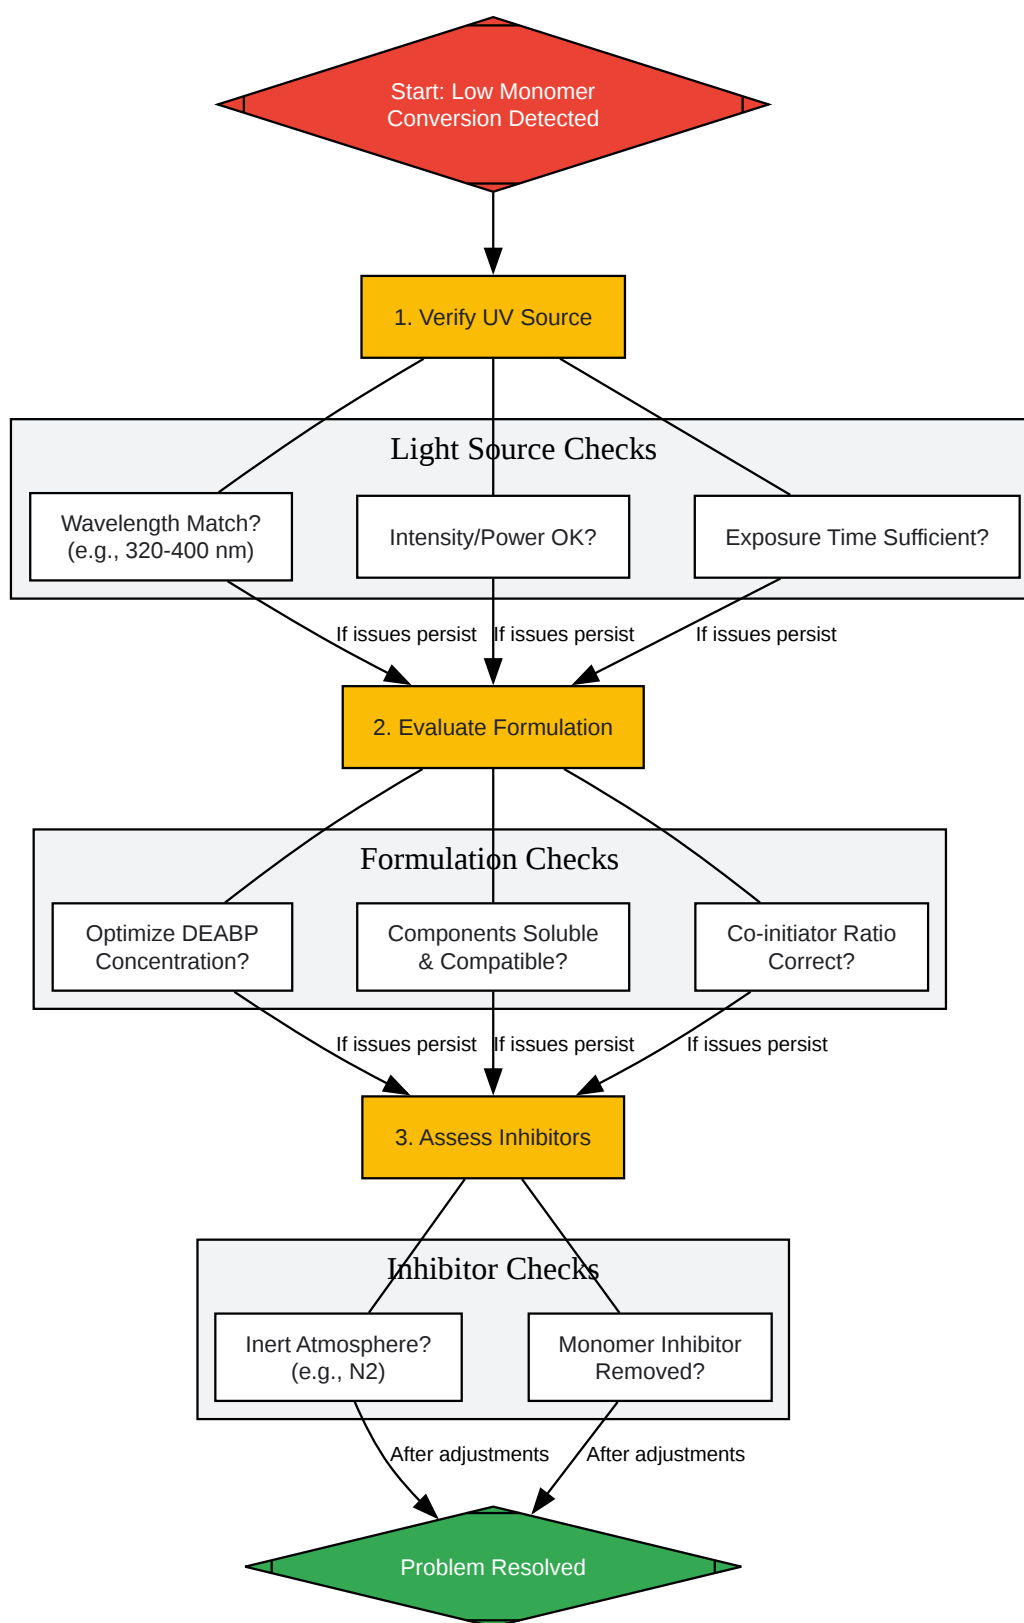 Start: Low Monomer
Conversion Detected
1. Verify UV Source
Light Source Checks
Wavelength Match?
(e.g., 320-400 nm)
Intensity/Power OK?
Exposure Time Sufficient?
If issues persist
If issues persist
If issues persist
2. Evaluate Formulation
Formulation Checks
Optimize DEABP
Concentration?
Components Soluble
& Compatible?
Co-initiator Ratio
Correct?
If issues persist
If issues persist
If issues persist
3. Assess Inhibitors
Inhibitor Checks
Inert Atmosphere?
(e.g., N2)
Monomer Inhibitor
Removed?
After adjustments
After adjustments
Problem Resolved